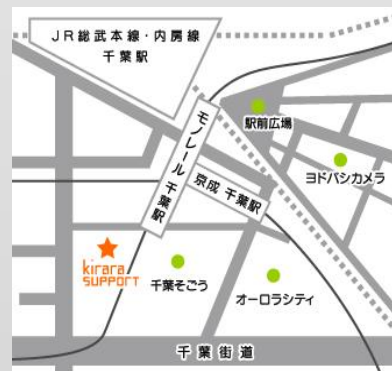 JR総武本線・内房線
千葉駅
駅前広場
モノレール 千葉駅
ヨドバシカメラ
京成 千葉駅
kirara
SUPPORT
千葉そごう
オーロラシティ
千葉街道